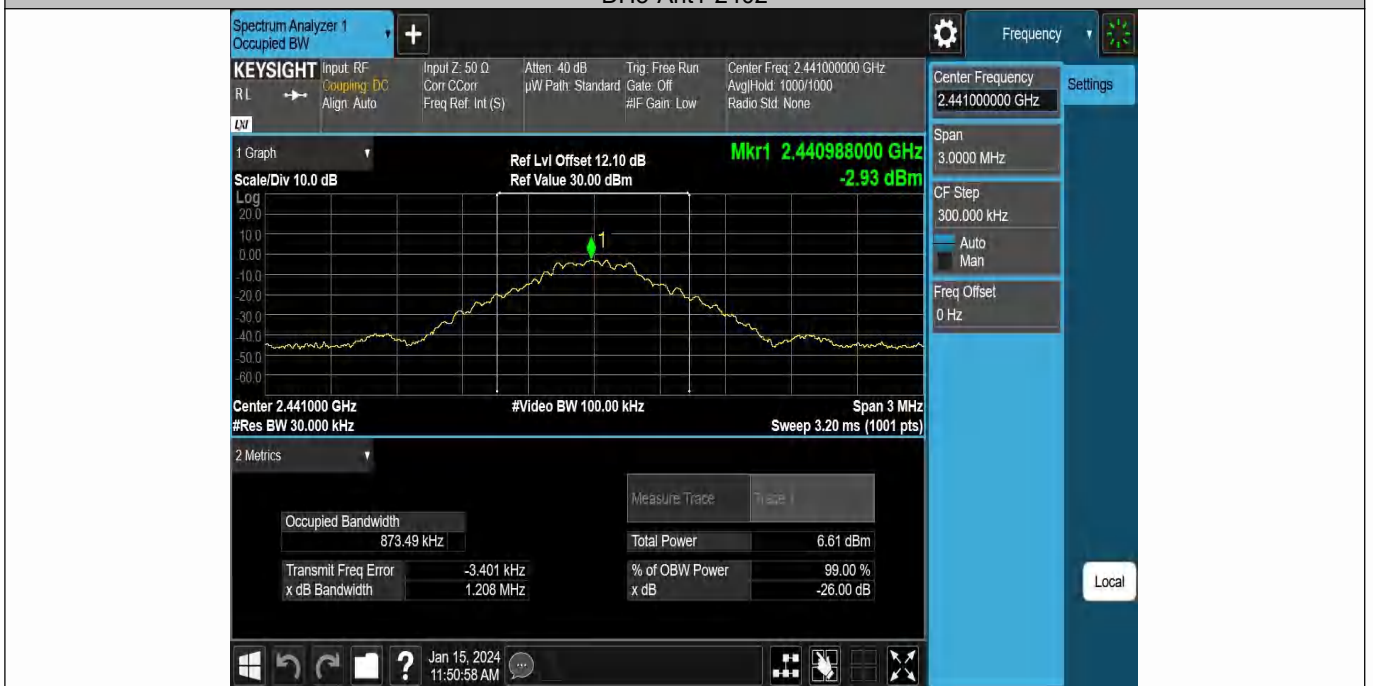 Spectrum Analyzer 1
Occupied BW
Frequency
KEYSIGHT
Input: RF
Coupling: DC
Align: Auto
Input Z: 50 Ω
Corr CCorr
Freq Ref: Int (S)
Atten: 40 dB
µW Path: Standard
Trig: Free Run
Gate: Off
#IF Gain: Low
Center Freq: 2.441000000 GHz
Avg|Hold: 1000/1000
Radio Std: None
R L
LXI
Center Frequency
2.441000000 GHz
Settings
Span
3.0000 MHz
CF Step
300.000 kHz
Auto
Man
Freq Offset
0 Hz
Local
1 Graph
Scale/Div 10.0 dB
Ref Lvl Offset 12.10 dB
Ref Value 30.00 dBm
Mkr1 2.440988000 GHz
-2.93 dBm
Log
20.0
10.0
0.00
-10.0
-20.0
-30.0
-40.0
-50.0
-60.0
1
Center 2.441000 GHz
#Video BW 100.00 kHz
Span 3 MHz
#Res BW 30.000 kHz
Sweep 3.20 ms (1001 pts)
2 Metrics
Measure Trace
Trace 1
Occupied Bandwidth
873.49 kHz
Total Power 6.61 dBm
Transmit Freq Error -3.401 kHz
% of OBW Power 99.00 %
x dB Bandwidth 1.208 MHz
x dB -26.00 dB
Jan 15, 2024
11:50:58 AM